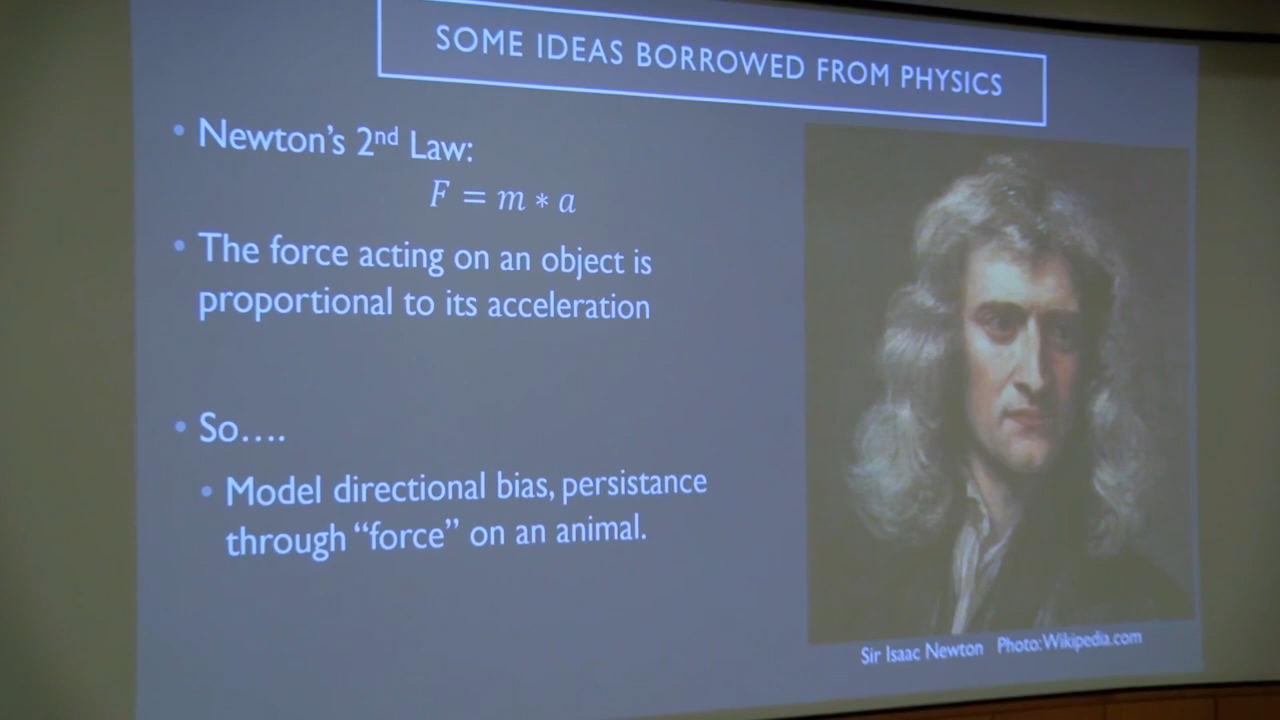 SOME IDEAS BORROWED FROM PHYSICS
• Newton's 2nd Law:
F = m * a
• The force acting on an object is
proportional to its acceleration
• So....
• Model directional bias, persistance
through “force” on an animal.
Sir Isaac Newton Photo: Wikipedia.com